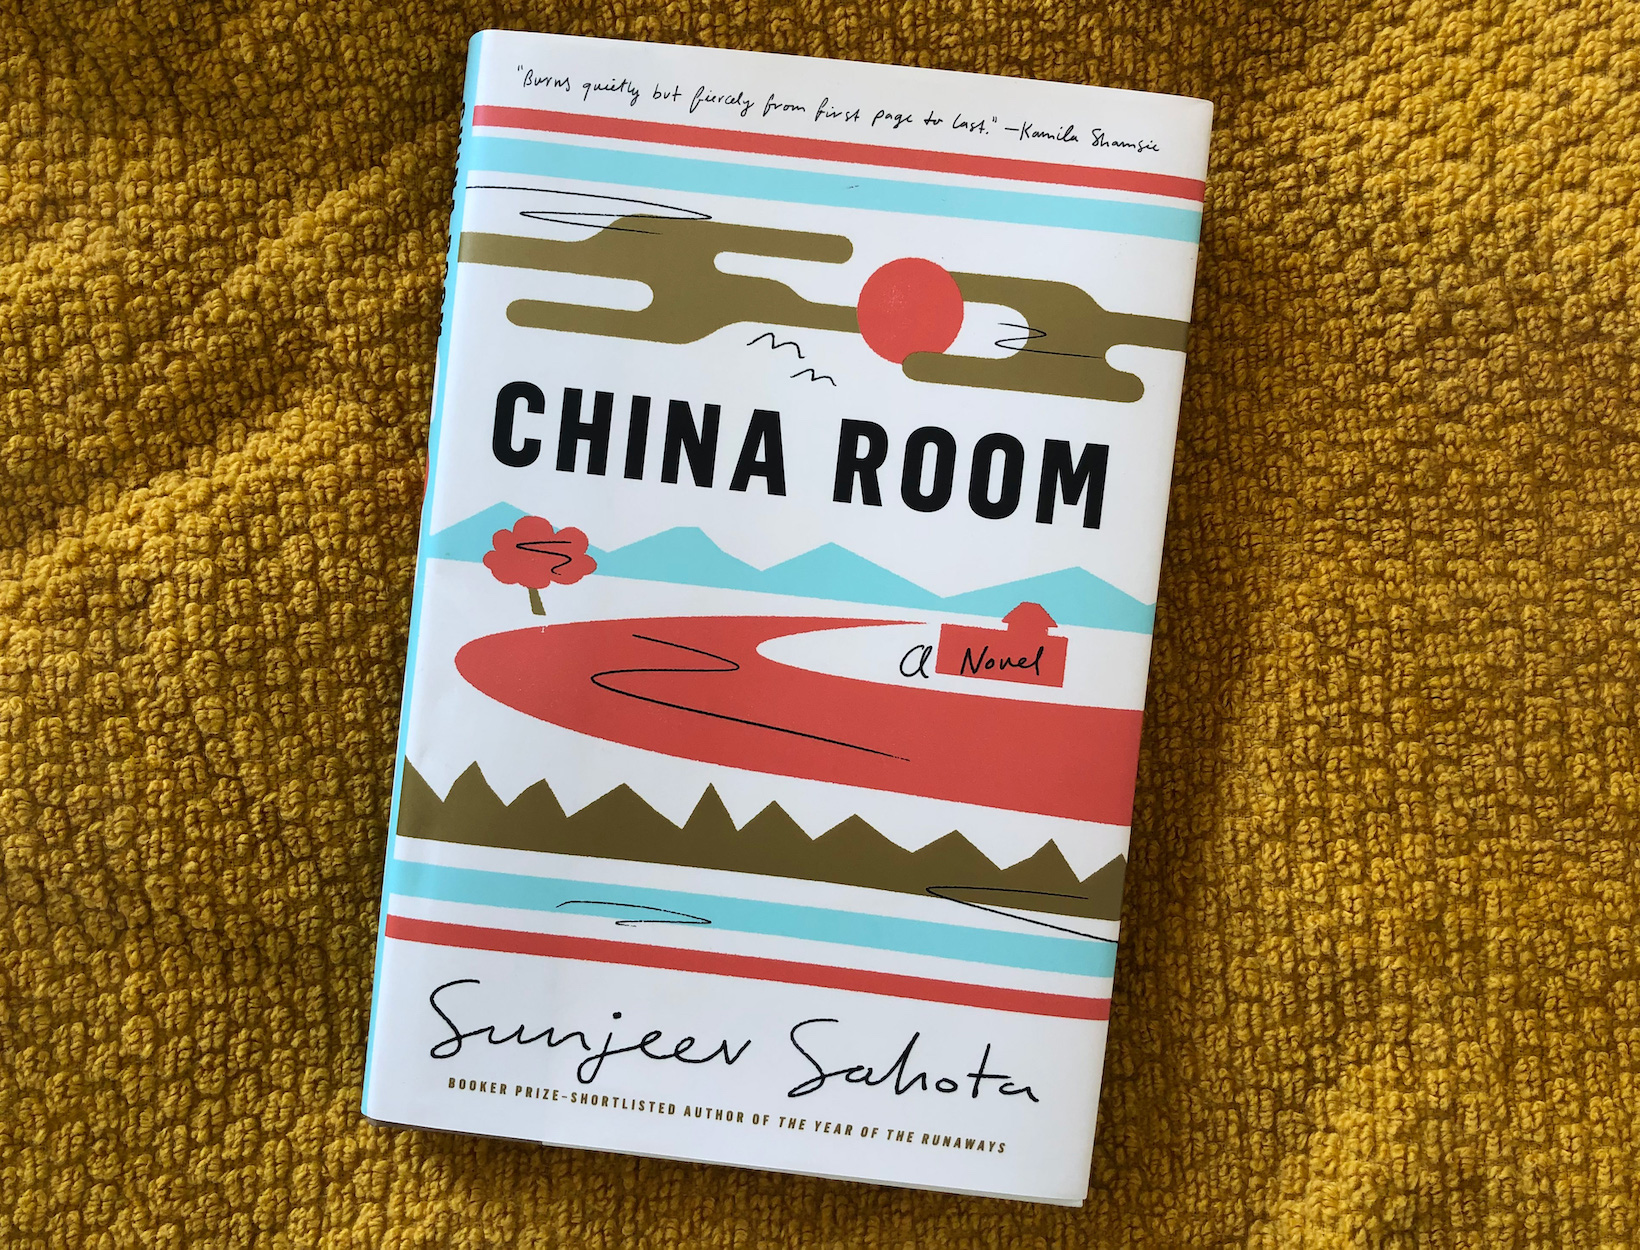 "Burns quietly but fiercely from first page to last." —Kamila Shamsie
CHINA ROOM
A Novel
Sunjeev Sahota
BOOKER PRIZE–SHORTLISTED AUTHOR OF THE YEAR OF THE RUNAWAYS